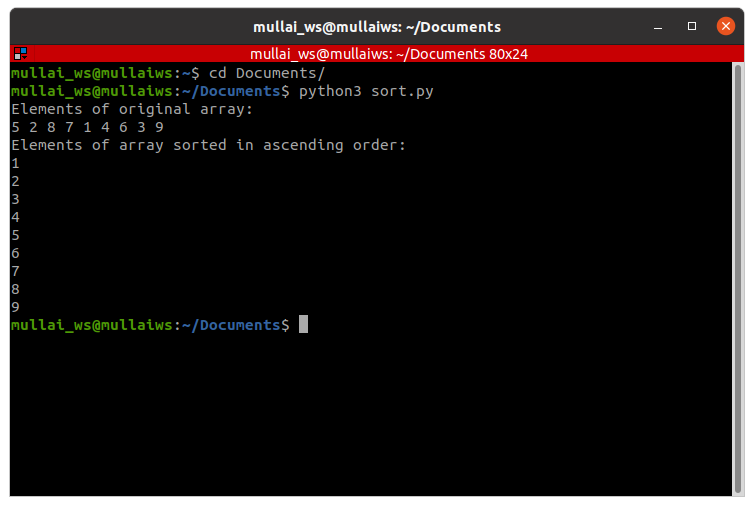 mullai_ws@mullaiws: ~/Documents
mullai_ws@mullaiws: ~/Documents 80x24
mullai_ws@mullaiws:~$ cd Documents/
mullai_ws@mullaiws:~/Documents$ python3 sort.py
Elements of original array:
5 2 8 7 1 4 6 3 9
Elements of array sorted in ascending order:
1
2
3
4
5
6
7
8
9
mullai_ws@mullaiws:~/Documents$